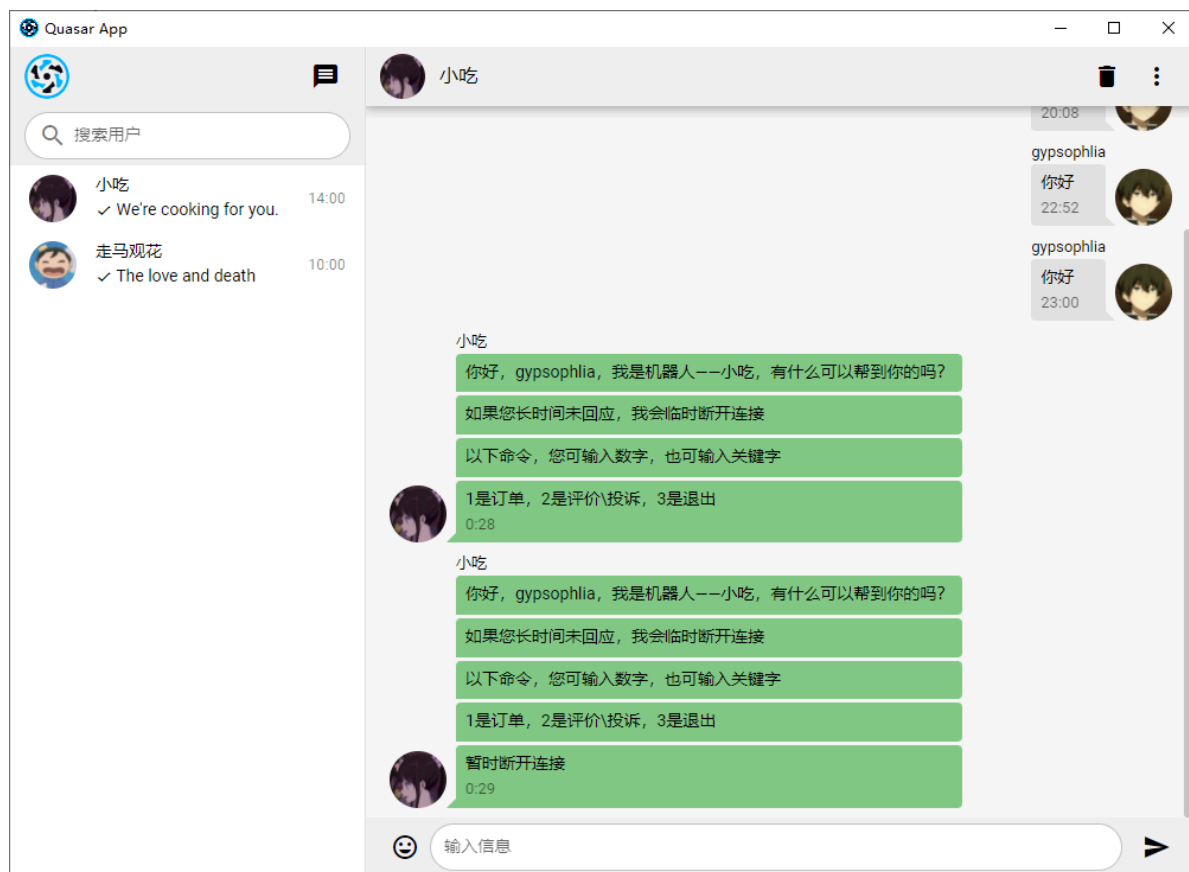 Quasar App
搜索用户
小吃
14:00
We're cooking for you.
走马观花
10:00
The love and death
小吃
20:08
gypsophlia
你好
22:52
gypsophlia
你好
23:00
小吃
你好，gypsophlia，我是机器人——小吃，有什么可以帮到你的吗？
如果您长时间未回应，我会临时断开连接
以下命令，您可输入数字，也可输入关键字
1是订单，2是评价\投诉，3是退出
0:28
小吃
你好，gypsophlia，我是机器人——小吃，有什么可以帮到你的吗？
如果您长时间未回应，我会临时断开连接
以下命令，您可输入数字，也可输入关键字
1是订单，2是评价\投诉，3是退出
暂时断开连接
0:29
输入信息